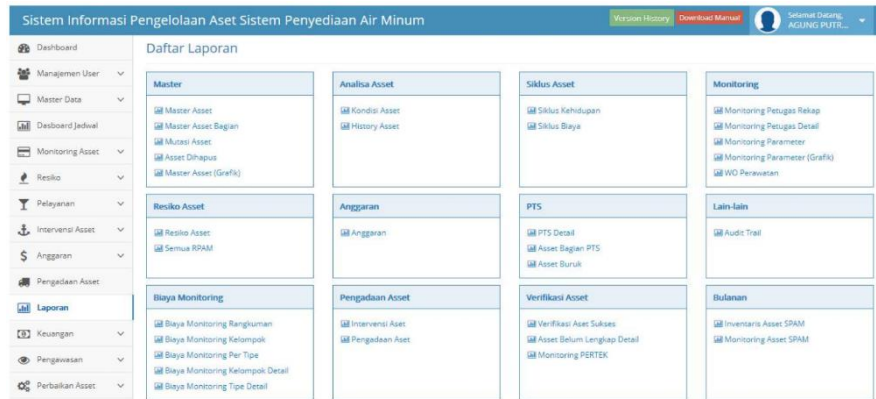 Sistem Informasi Pengelolaan Aset Sistem Penyediaan Air Minum
Version History
Download Manual
Selamat Datang,
AGUNG PUTR...
Dashboard
Manajemen User
Master Data
Dasboard Jadwal
Monitoring Asset
Resiko
Pelayanan
Intervensi Asset
Anggaran
Pengadaan Asset
Laporan
Keuangan
Pengawasan
Perbaikan Asset
Daftar Laporan
Master
Master Asset
Master Asset Bagian
Mutasi Asset
Asset Dihapus
Master Asset (Grafik)
Analisa Asset
Kondisi Asset
History Asset
Siklus Asset
Siklus Kehidupan
Siklus Biaya
Monitoring
Monitoring Petugas Rekap
Monitoring Petugas Detail
Monitoring Parameter
Monitoring Parameter (Grafik)
WO Perawatan
Resiko Asset
Resiko Asset
Semua RPAM
Anggaran
Anggaran
PTS
PTS Detail
Asset Bagian PTS
Asset Buruk
Lain-lain
Audit Trail
Biaya Monitoring
Biaya Monitoring Rangkuman
Biaya Monitoring Kelompok
Biaya Monitoring Per Tipe
Biaya Monitoring Kelompok Detail
Biaya Monitoring Tipe Detail
Pengadaan Asset
Intervensi Aset
Pengadaan Aset
Verifikasi Asset
Verifikasi Aset Sukses
Asset Belum Lengkap Detail
Monitoring PERTEK
Bulanan
Inventaris Asset SPAM
Monitoring Asset SPAM